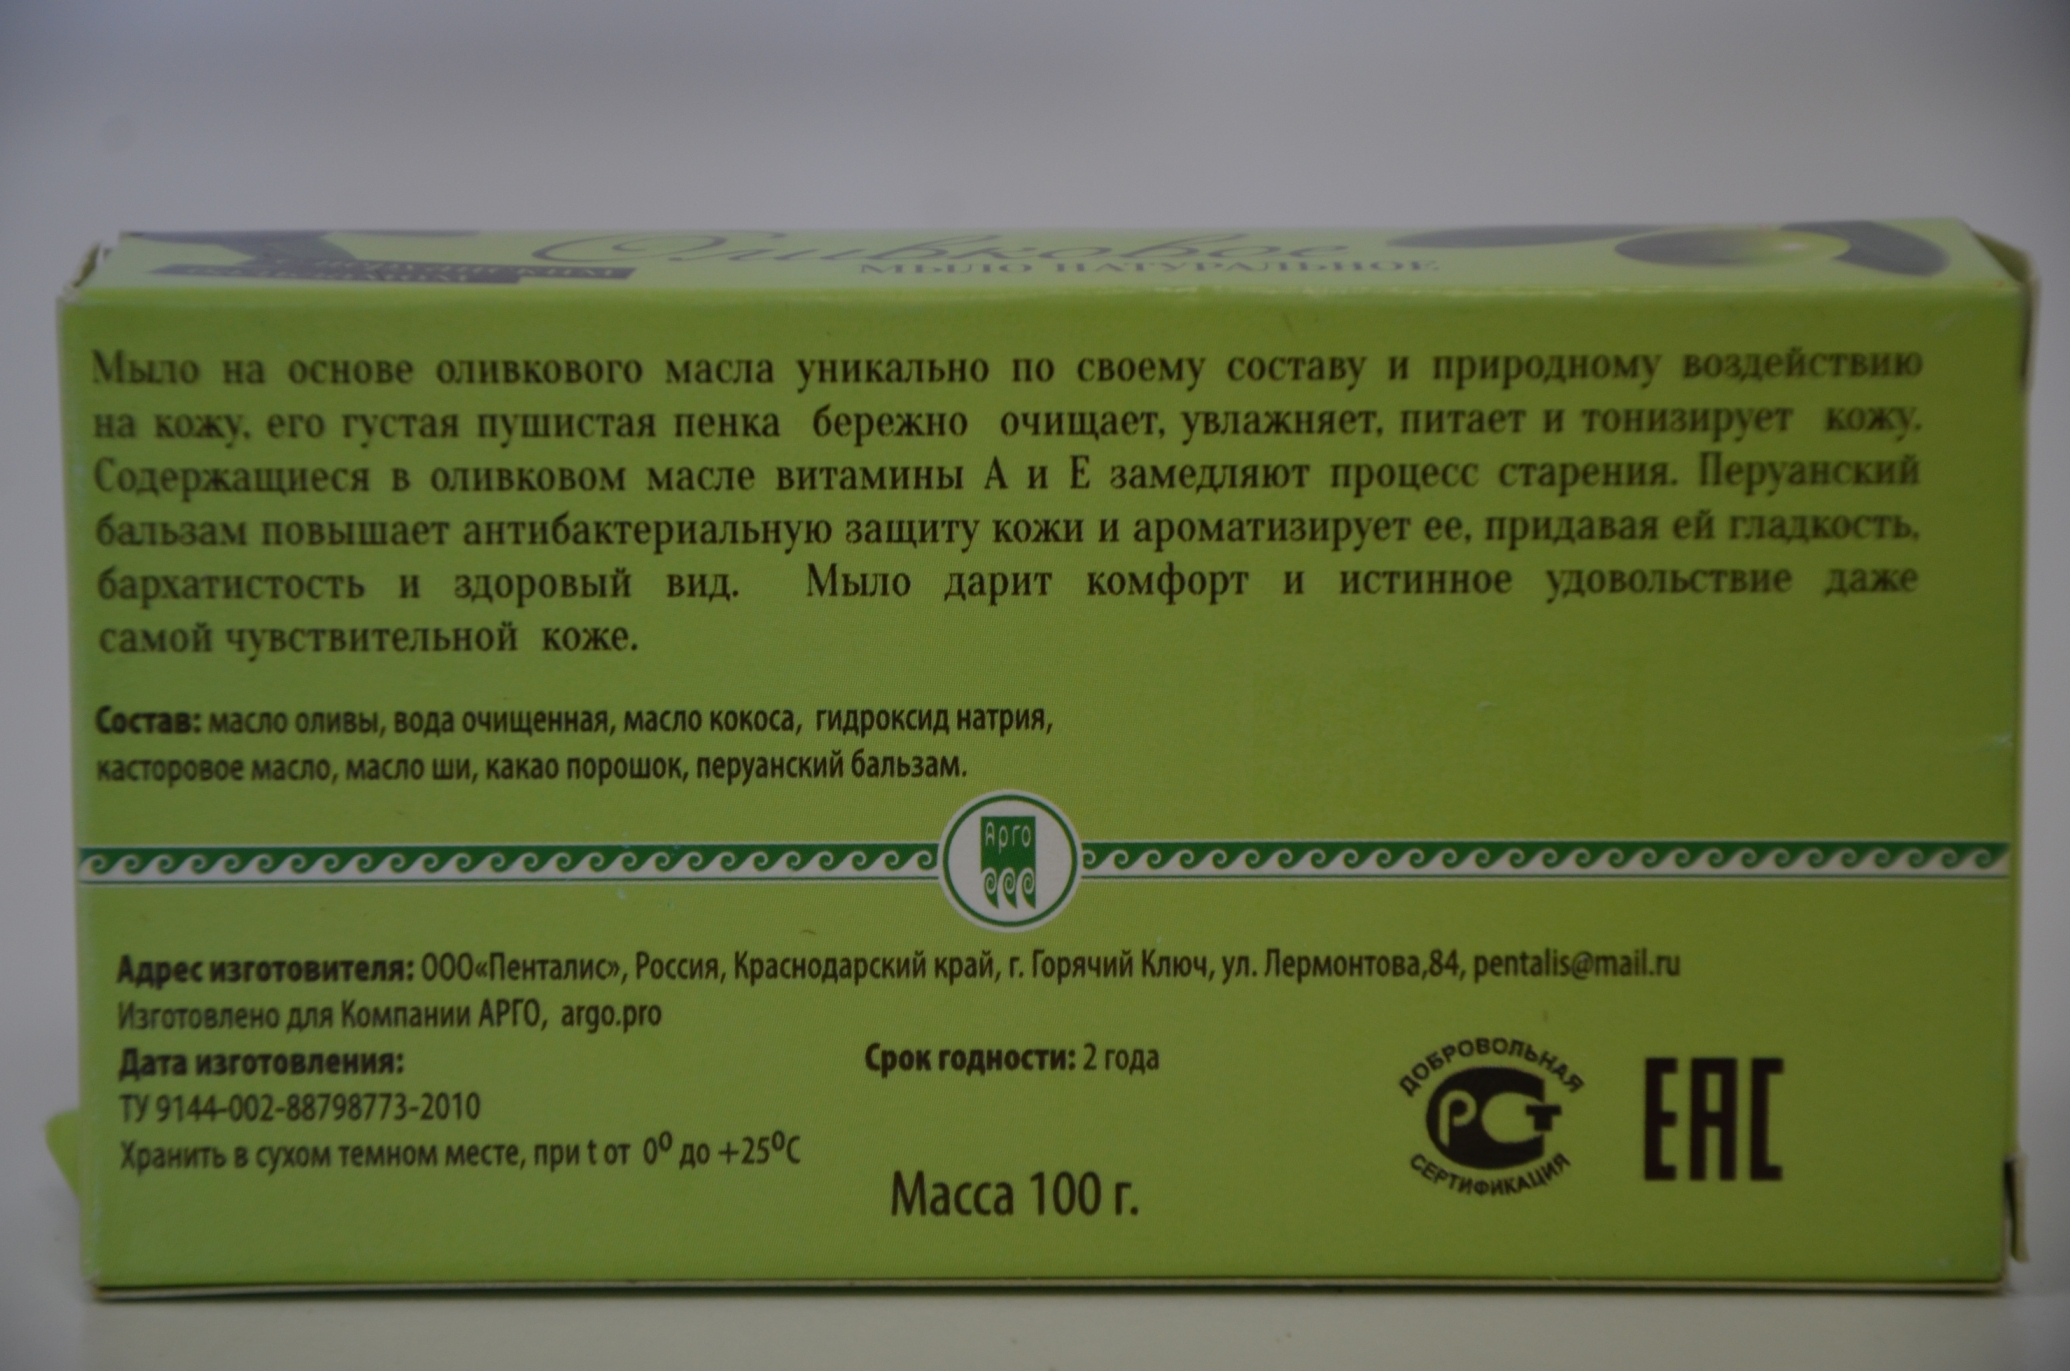 с перуанским
бальзамом
Оливковое
МЫЛО НАТУРАЛЬНОЕ
Мыло на основе оливкового масла уникально по своему составу и природному воздействию
на кожу, его густая пушистая пенка бережно очищает, увлажняет, питает и тонизирует кожу.
Содержащиеся в оливковом масле витамины А и Е замедляют процесс старения. Перуанский
бальзам повышает антибактериальную защиту кожи и ароматизирует ее, придавая ей гладкость,
бархатистость и здоровый вид. Мыло дарит комфорт и истинное удовольствие даже
самой чувствительной коже.
Состав: масло оливы, вода очищенная, масло кокоса, гидроксид натрия,
касторовое масло, масло ши, какао порошок, перуанский бальзам.
Арго
Адрес изготовителя: ООО«Пенталис», Россия, Краснодарский край, г. Горячий Ключ, ул. Лермонтова,84, pentalis@mail.ru
Изготовлено для Компании АРГО, argo.pro
Дата изготовления:
Срок годности: 2 года
ТУ 9144-002-88798773-2010
Хранить в сухом темном месте, при t от 0⁰ до +25⁰С
Масса 100 г.
ДОБРОВОЛЬНАЯ
РСТ
СЕРТИФИКАЦИЯ
EAC